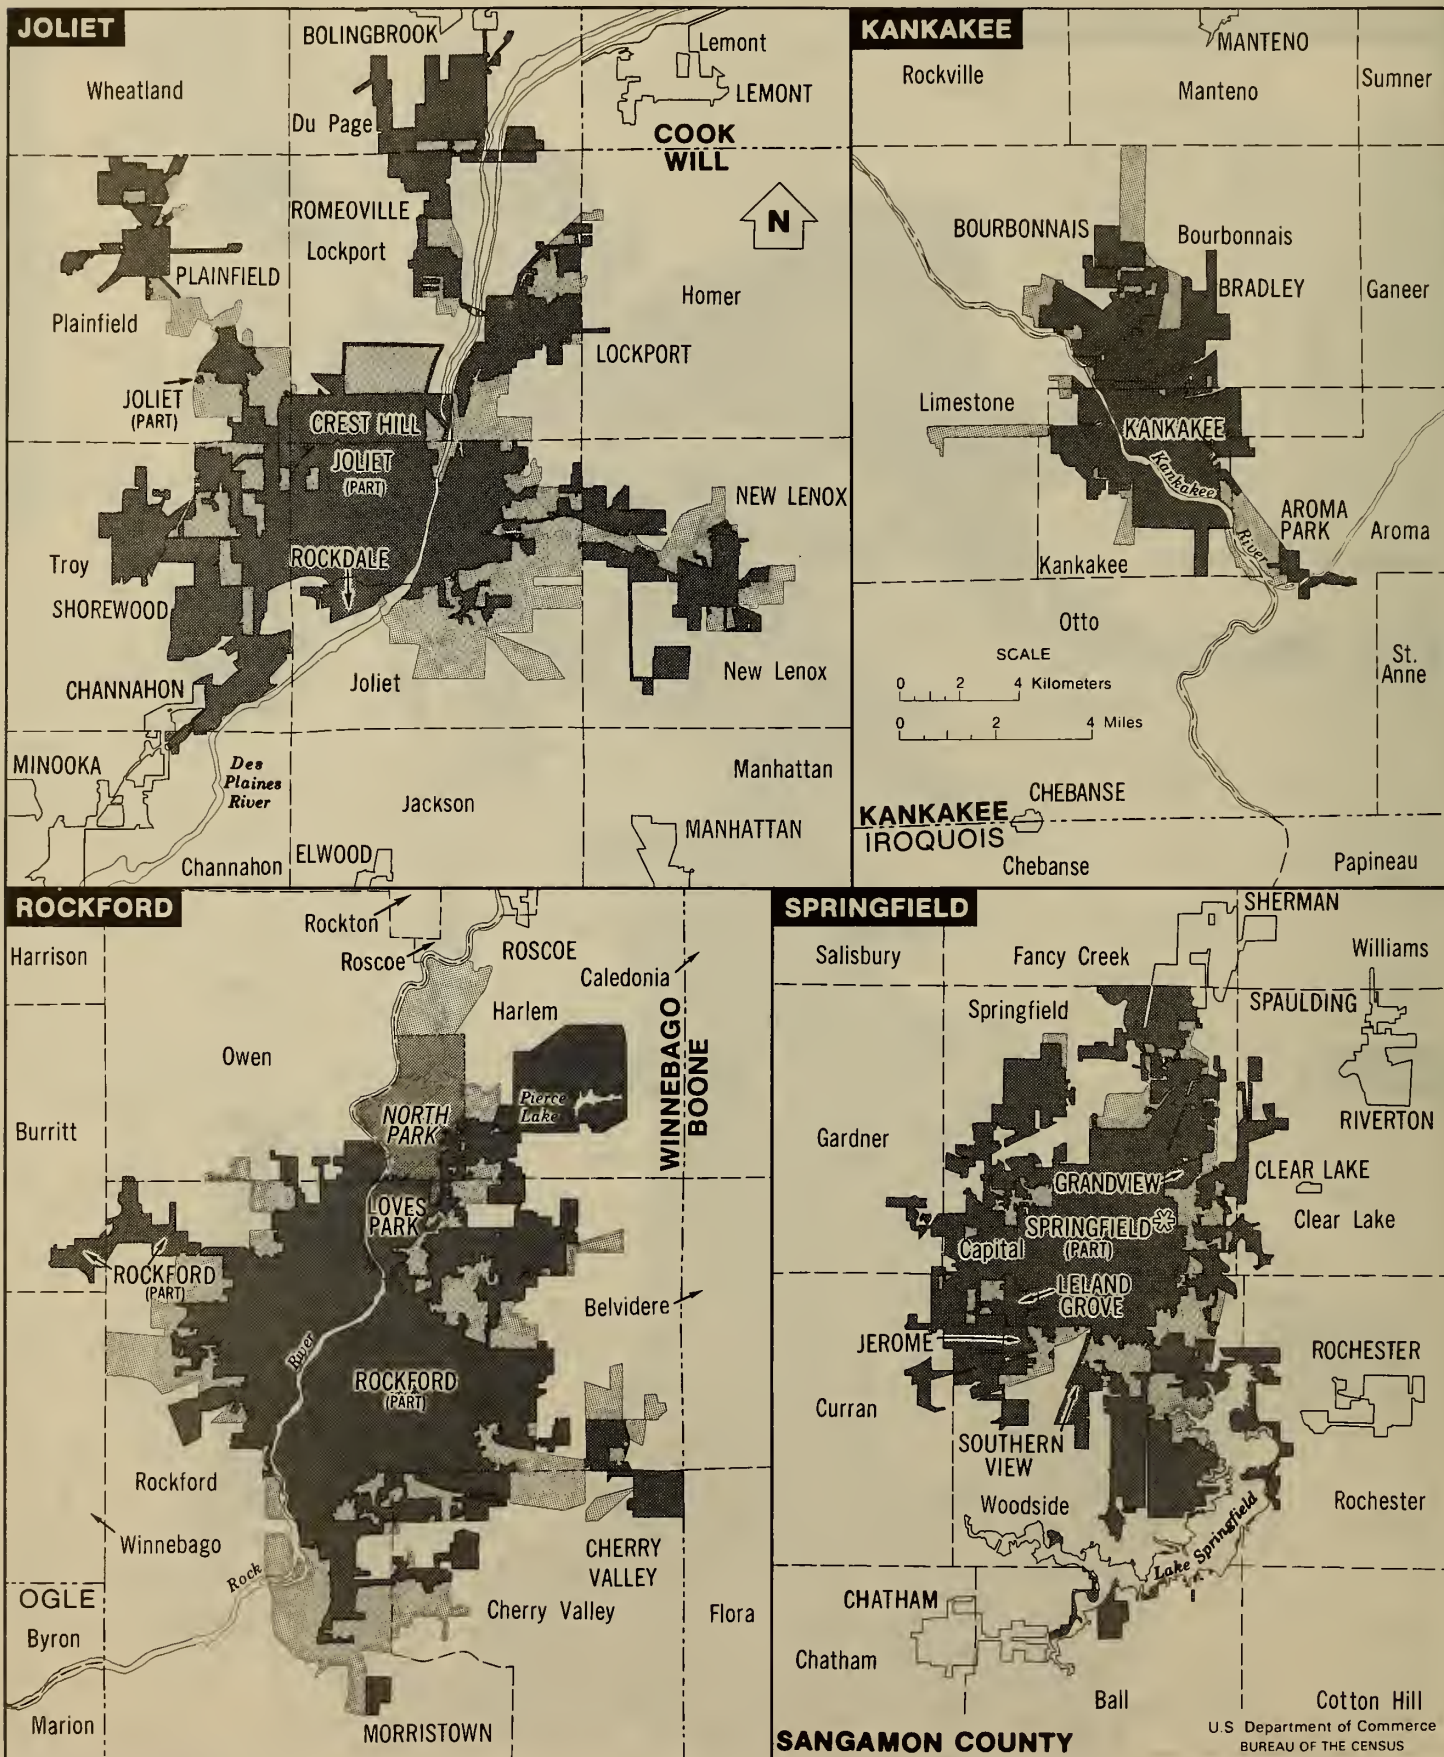 JOLIET
BOLINGBROOK
Lemont
LEMONT
Wheatland
Du Page
COOK
WILL
N
ROMEOVILLE
Lockport
PLAINFIELD
Plainfield
Homer
LOCKPORT
JOLIET
(PART)
CREST HILL
JOLIET
(PART)
NEW LENOX
ROCKDALE
Troy
SHOREWOOD
CHANNAHON
Joliet
New Lenox
MINOOKA
Des
Plaines
River
Manhattan
Jackson
MANHATTAN
Channahon
ELWOOD
KANKAKEE
MANTENO
Rockville
Manteno
Sumner
BOURBONNAIS
Bourbonnais
BRADLEY
Ganeer
Limestone
KANKAKEE
Kankakee
River
AROMA
PARK
Aroma
Kankakee
Otto
SCALE
0 2 4 Kilometers
0 2 4 Miles
St.
Anne
CHEBANSE
KANKAKEE
IROQUOIS
Chebanse
Papineau
ROCKFORD
Rockton
Harrison
Roscoe
ROSCOE
Caledonia
Harlem
WINNEBAGO
BOONE
Owen
Pierce
Lake
NORTH
PARK
Burritt
LOVES
PARK
ROCKFORD
(PART)
Belvidere
River
ROCKFORD
(PART)
Rockford
Winnebago
Rock
CHERRY
VALLEY
OGLE
Byron
Cherry Valley
Flora
Marion
MORRISTOWN
SPRINGFIELD
SHERMAN
Salisbury
Fancy Creek
Williams
Springfield
SPAULDING
Gardner
RIVERTON
GRANDVIEW
CLEAR LAKE
SPRINGFIELD*
(PART)
Capital
Clear Lake
LELAND
GROVE
JEROME
ROCHESTER
Curran
SOUTHERN
VIEW
Woodside
Rochester
Lake Springfield
CHATHAM
Chatham
Ball
Cotton Hill
SANGAMON COUNTY
U.S Department of Commerce
BUREAU OF THE CENSUS